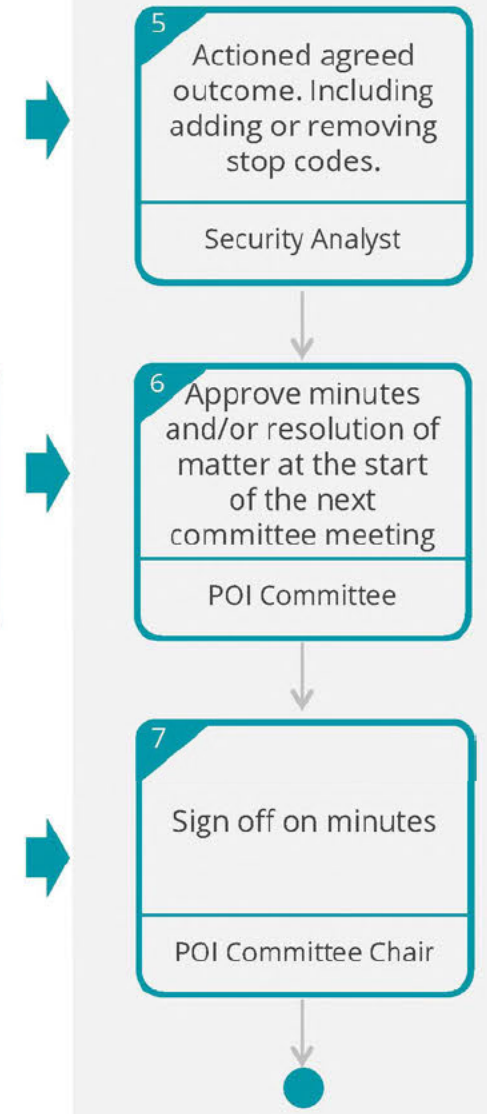 5
Actioned agreed
outcome. Including
adding or removing
stop codes.
Security Analyst
6
Approve minutes
and/or resolution of
matter at the start
of the next
committee meeting
POI Committee
7
Sign off on minutes
POI Committee Chair